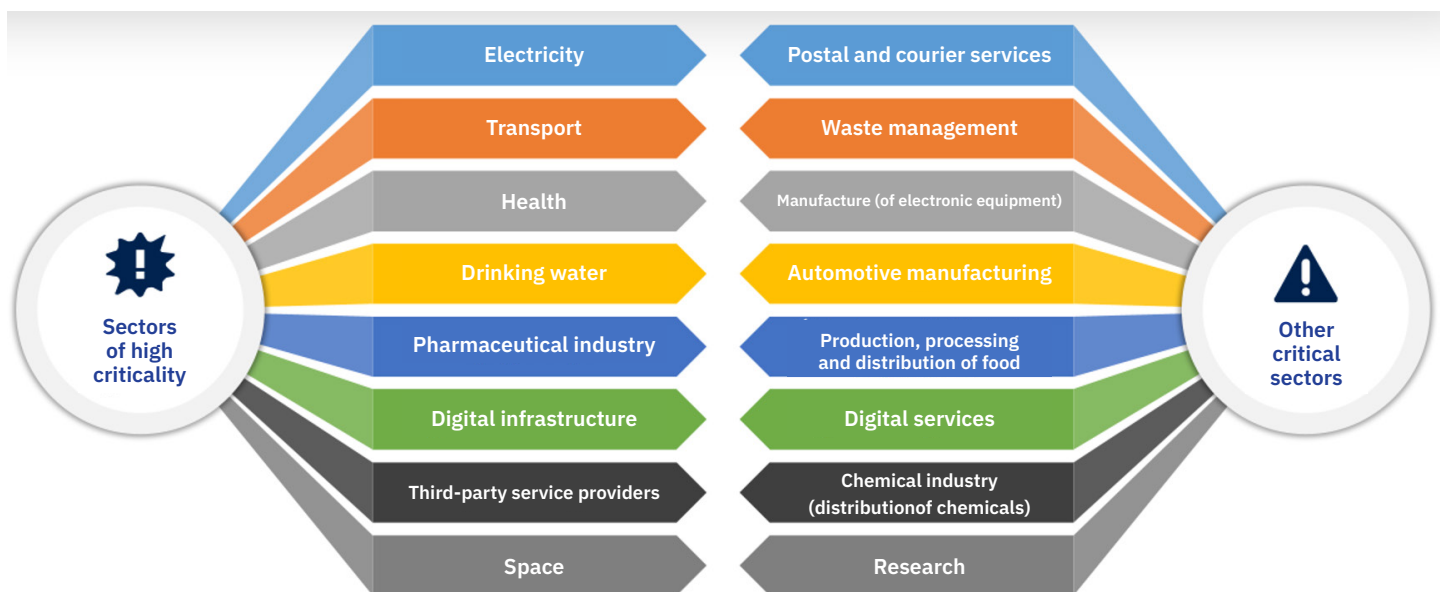 Sectors
of high
criticality
Electricity
Transport
Health
Drinking water
Pharmaceutical industry
Digital infrastructure
Third-party service providers
Space
Postal and courier services
Waste management
Manufacture (of electronic equipment)
Automotive manufacturing
Production, processing
and distribution of food
Digital services
Chemical industry
(distributionof chemicals)
Research
Other
critical
sectors